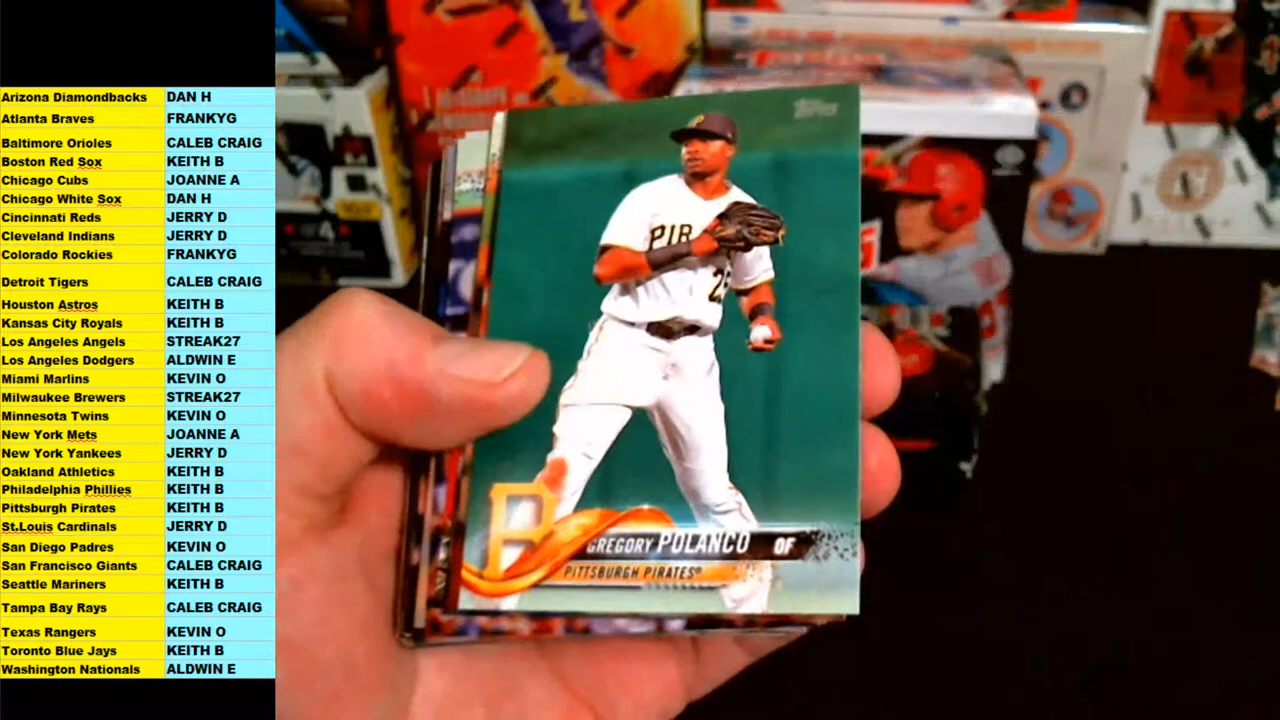 Arizona Diamondbacks DAN H
Atlanta Braves FRANKYG
Baltimore Orioles CALEB CRAIG
Boston Red Sox KEITH B
Chicago Cubs JOANNE A
Chicago White Sox DAN H
Cincinnati Reds JERRY D
Cleveland Indians JERRY D
Colorado Rockies FRANKYG
Detroit Tigers CALEB CRAIG
Houston Astros KEITH B
Kansas City Royals KEITH B
Los Angeles Angels STREAK27
Los Angeles Dodgers ALDWIN E
Miami Marlins KEVIN O
Milwaukee Brewers STREAK27
Minnesota Twins KEVIN O
New York Mets JOANNE A
New York Yankees JERRY D
Oakland Athletics KEITH B
Philadelphia Phillies KEITH B
Pittsburgh Pirates KEITH B
St.Louis Cardinals JERRY D
San Diego Padres KEVIN O
San Francisco Giants CALEB CRAIG
Seattle Mariners KEITH B
Tampa Bay Rays CALEB CRAIG
Texas Rangers KEVIN O
Toronto Blue Jays KEITH B
Washington Nationals ALDWIN E
Topps
P
PIR
25
P
GREGORY POLANCO OF
PITTSBURGH PIRATES®